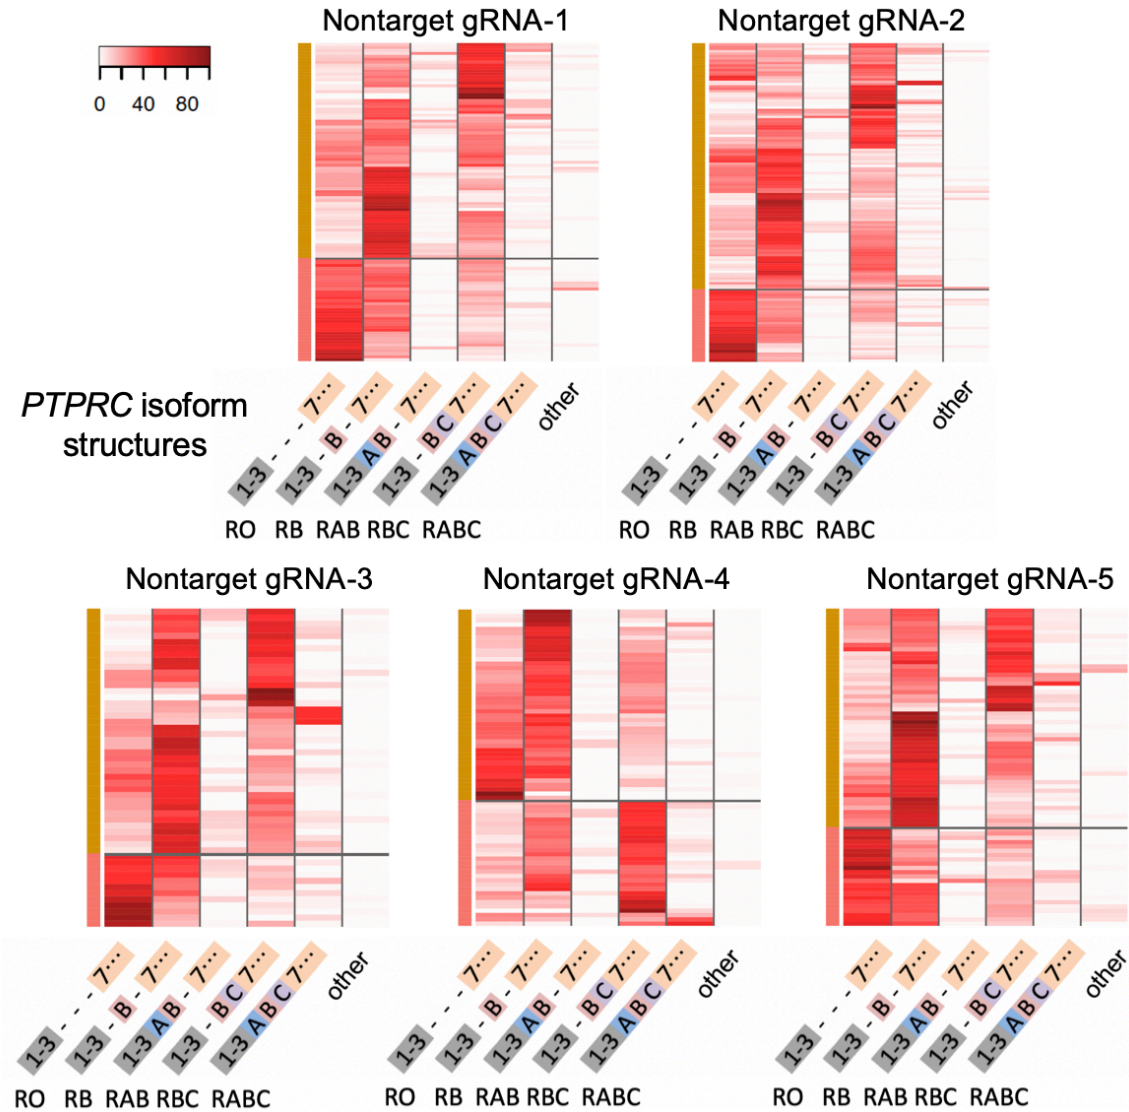 Nontarget gRNA-1
Nontarget gRNA-2
0 40 80
PTPRC isoform
structures
1-3 - - - - 7...
1-3 - B - 7...
1-3 A B - 7...
1-3 - B C 7...
1-3 A B C 7...
other
RO RB RAB RBC RABC
1-3 - - - - 7...
1-3 - B - 7...
1-3 A B - 7...
1-3 - B C 7...
1-3 A B C 7...
other
RO RB RAB RBC RABC
Nontarget gRNA-3
Nontarget gRNA-4
Nontarget gRNA-5
1-3 - - - - 7...
1-3 - B - 7...
1-3 A B - 7...
1-3 - B C 7...
1-3 A B C 7...
other
RO RB RAB RBC RABC
1-3 - - - - 7...
1-3 - B - 7...
1-3 A B - 7...
1-3 - B C 7...
1-3 A B C 7...
other
RO RB RAB RBC RABC
1-3 - - - - 7...
1-3 - B - 7...
1-3 A B - 7...
1-3 - B C 7...
1-3 A B C 7...
other
RO RB RAB RBC RABC